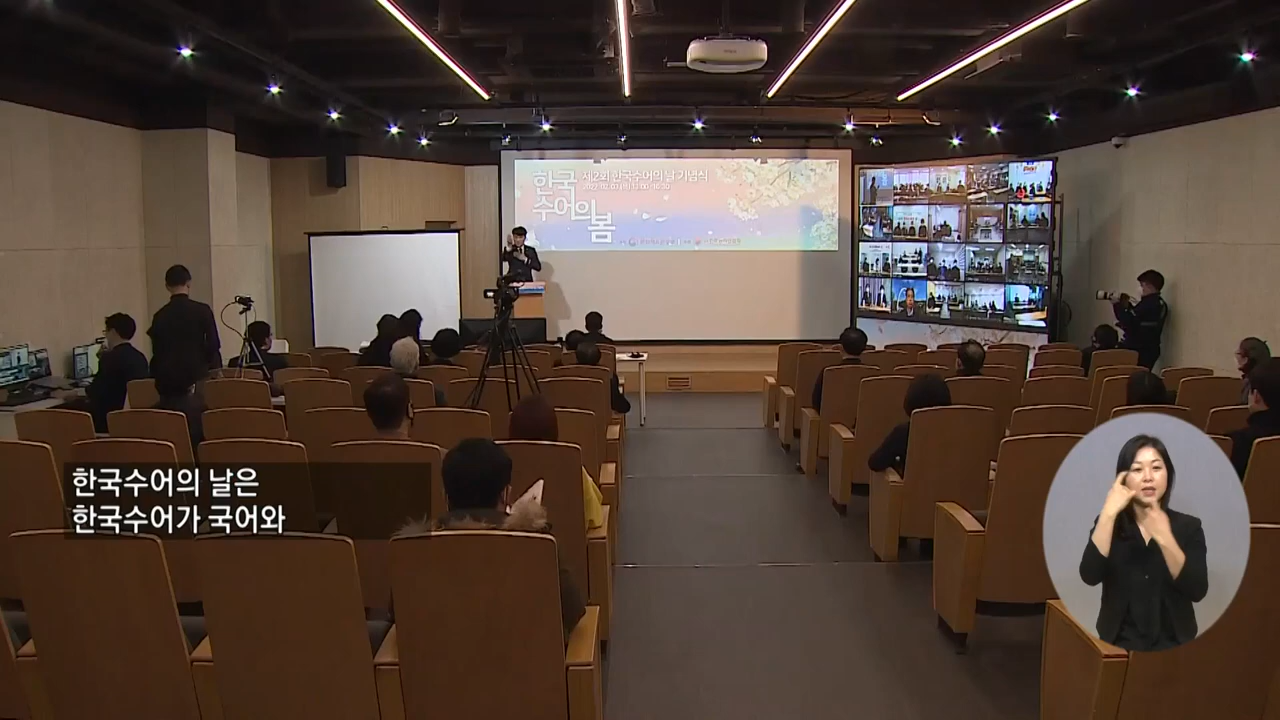 한국
수어의
봄
제2회 한국수어의 날 기념식
한국수어의 날은
한국수어가 국어와